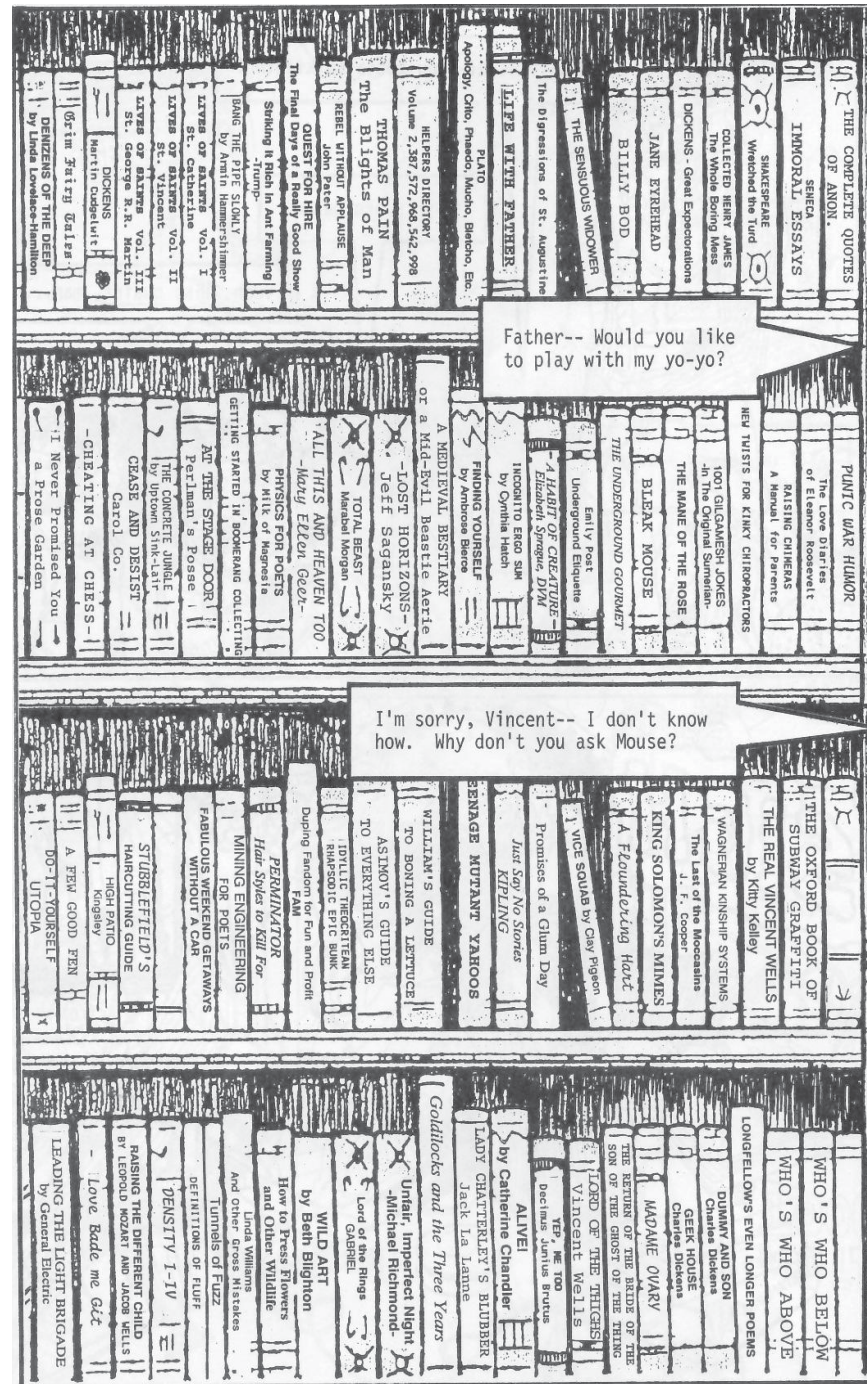 DENIZENS OF THE DEEP
by Linda Lovelace-Hamilton
Grim Fairy Tales
DICKENS
Martin Cudgelwit
LIVES OF SAINTS Vol. III
St. George R.R. Martin
LIVES OF SAINTS Vol. II
St. Vincent
LIVES OF SAINTS Vol. I
St. Catherine
BANG THE PIPE SLOWLY
by Armin Hammershimmer
Striking It Rich in Ant Farming
-Trump-
QUEST FOR HIRE
The Final Days of a Really Good Show
REBEL WITHOUT APPLAUSE
John Pater
THOMAS PAIN
The Blights of Man
HELPERS DIRECTORY
Volume 2,387,572,968,542,998
PLATO
Apology, Crito, Phaedo, Mucho, Bletcho, Etc.
LIFE WITH FATHER
The Digressions of St. Augustine
THE SENSUOUS WIDOWER
BILLY BOD
JANE EYREHEAD
DICKENS - Great Expectorations
COLLECTED HENRY JAMES
The Whole Boring Mess
SHAKESPEARE
Wretched the Turd
SENECA
IMMORAL ESSAYS
THE COMPLETE QUOTES
OF ANON.
Father-- Would you like
to play with my yo-yo?
I Never Promised You
a Prose Garden
-CHEATING AT CHESS-
CEASE AND DESIST
Carol Co.
THE CONCRETE JUNGLE
by Uptown Sink-Lair
AT THE STAGE DOOR
Perlman's Posse
GETTING STARTED IN BOOMERANG COLLECTING
PHYSICS FOR POETS
by Milk of Magnesia
ALL THIS AND HEAVEN TOO
-Mary Ellen Geer-
TOTAL BEAST
Marabel Morgan
-LOST HORIZONS-
Jeff Sagansky
A MEDIEVAL BESTIARY
or a Mid-Evil Beastie Aerie
FINDING YOURSELF
by Ambrose Bierce
INCOGNITO ERGO SUM
by Cynthia Hatch
-A HABIT OF CREATURE-
Elizabeth Sprague, DVM
Emily Post
Underground Etiquette
THE UNDERGROUND GOURMET
BLEAK MOUSE
THE MANE OF THE ROSE
1001 GILGAMESH JOKES
-In The Original Sumerian-
NEW TWISTS FOR KINKY CHIROPRACTORS
RAISING CHIMERAS
A Manual for Parents
The Love Diaries
of Eleanor Roosevelt
PUNIC WAR HUMOR
I'm sorry, Vincent-- I don't know
how. Why don't you ask Mouse?
DO-IT-YOURSELF
UTOPIA
A FEW GOOD FEN
HIGH PATIO
Kingsley
STUBBLEFIELD'S
HAIRCUTTING GUIDE
FABULOUS WEEKEND GETAWAYS
WITHOUT A CAR
MINING ENGINEERING
FOR POETS
PERMINATOR
Hair Styles to Kill For
Duping Fandom for Fun and Profit
FAM
IDYLLIC THEOCRITEAN
RHAPSODIC EPIC BUNK
ASIMOV'S GUIDE
TO EVERYTHING ELSE
WILLIAM'S GUIDE
TO BONING A LETTUCE
EENAGE MUTANT YAHOOS
Just Say No Stories
KIPLING
Promises of a Glum Day
VICE SQUAB by Clay Pigeon
A Floundering Hart
KING SOLOMON'S MIMES
The Last of the Moccasins
J. F. Cooper
WAGNERIAN KINSHIP SYSTEMS
THE REAL VINCENT WELLS
by Kitty Kelley
THE OXFORD BOOK OF
SUBWAY GRAFFITI
LEADING THE LIGHT BRIGADE
by General Electric
- Love Bade me Git
RAISING THE DIFFERENT CHILD
BY LEOPOLD MOZART AND JACOB WELLS
DENSITY I-IV
Tunnels of Fuzz
DEFINITIONS OF FLUFF
Linda Williams
And Other Gross Mistakes
How to Press Flowers
and Other Wildlife
WILD ART
by Beth Blighton
Lord of the Rings
GABRIEL
Unfair, Imperfect Night
-Michael Richmond-
Goldilocks and the Three Years
LADY CHATTERLEY'S BLUBBER
Jack La Lanne
ALIVE!
by Catherine Chandler
YEP, ME TOO
Decimus Junius Brutus
LORD OF THE THIGHS
Vincent Wells
THE RETURN OF THE BRIDE OF THE
SON OF THE GHOST OF THE THING
MADAME OVARY
GEEK HOUSE
Charles Dickens
DUMMY AND SON
Charles Dickens
LONGFELLOW'S EVEN LONGER POEMS
WHO'S WHO ABOVE
WHO'S WHO BELOW